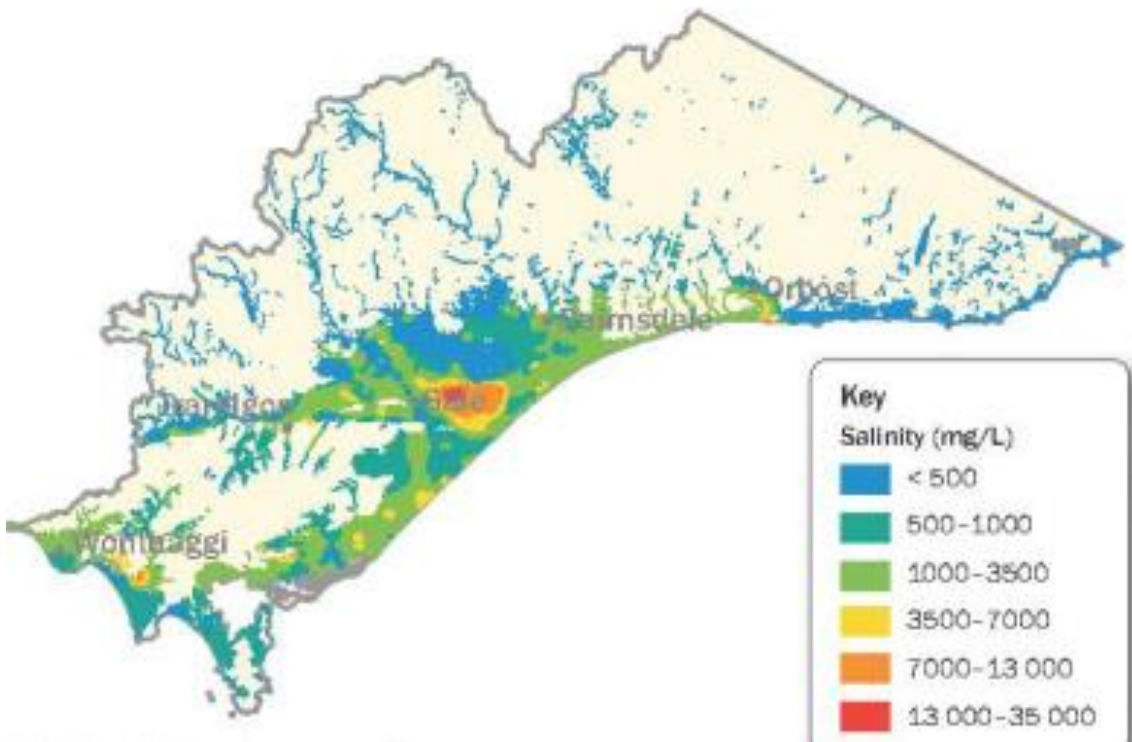 Orbost
Bairnsdale
Sale
Wonthaggi
Key
Salinity (mg/L)
< 500
500–1000
1000–3500
3500–7000
7000–13 000
13 000–35 000